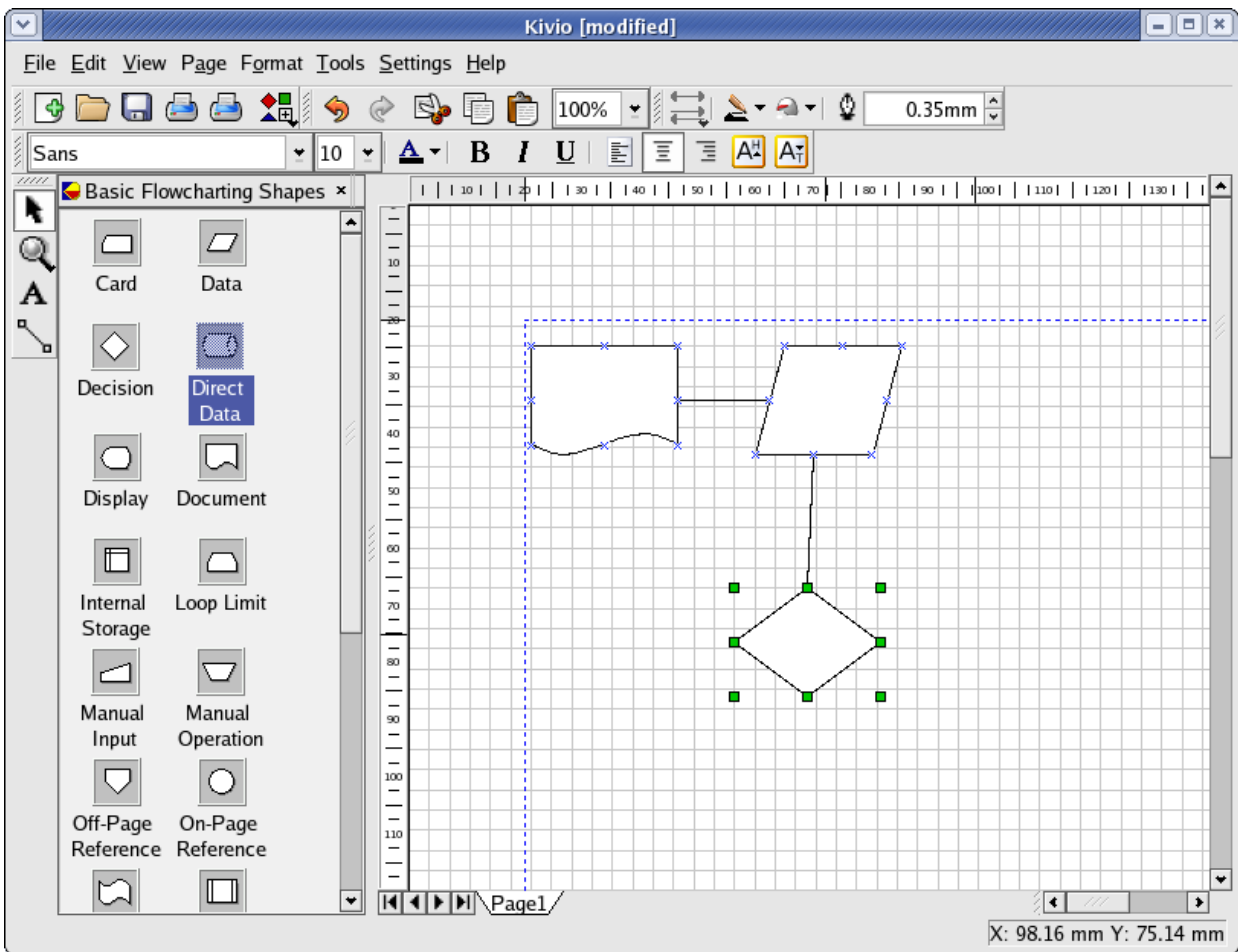 Kivio [modified]
File Edit View Page Format Tools Settings Help
100% 0.35mm
Sans 10 A B I U
Basic Flowcharting Shapes
10 20 30 40 50 60 70 80 90 100 110 120 130
Card Data
Decision Direct Data
Display Document
Internal Storage Loop Limit
Manual Input Manual Operation
Off-Page Reference On-Page Reference
10
20
30
40
50
60
70
80
90
100
110
Page1
X: 98.16 mm Y: 75.14 mm